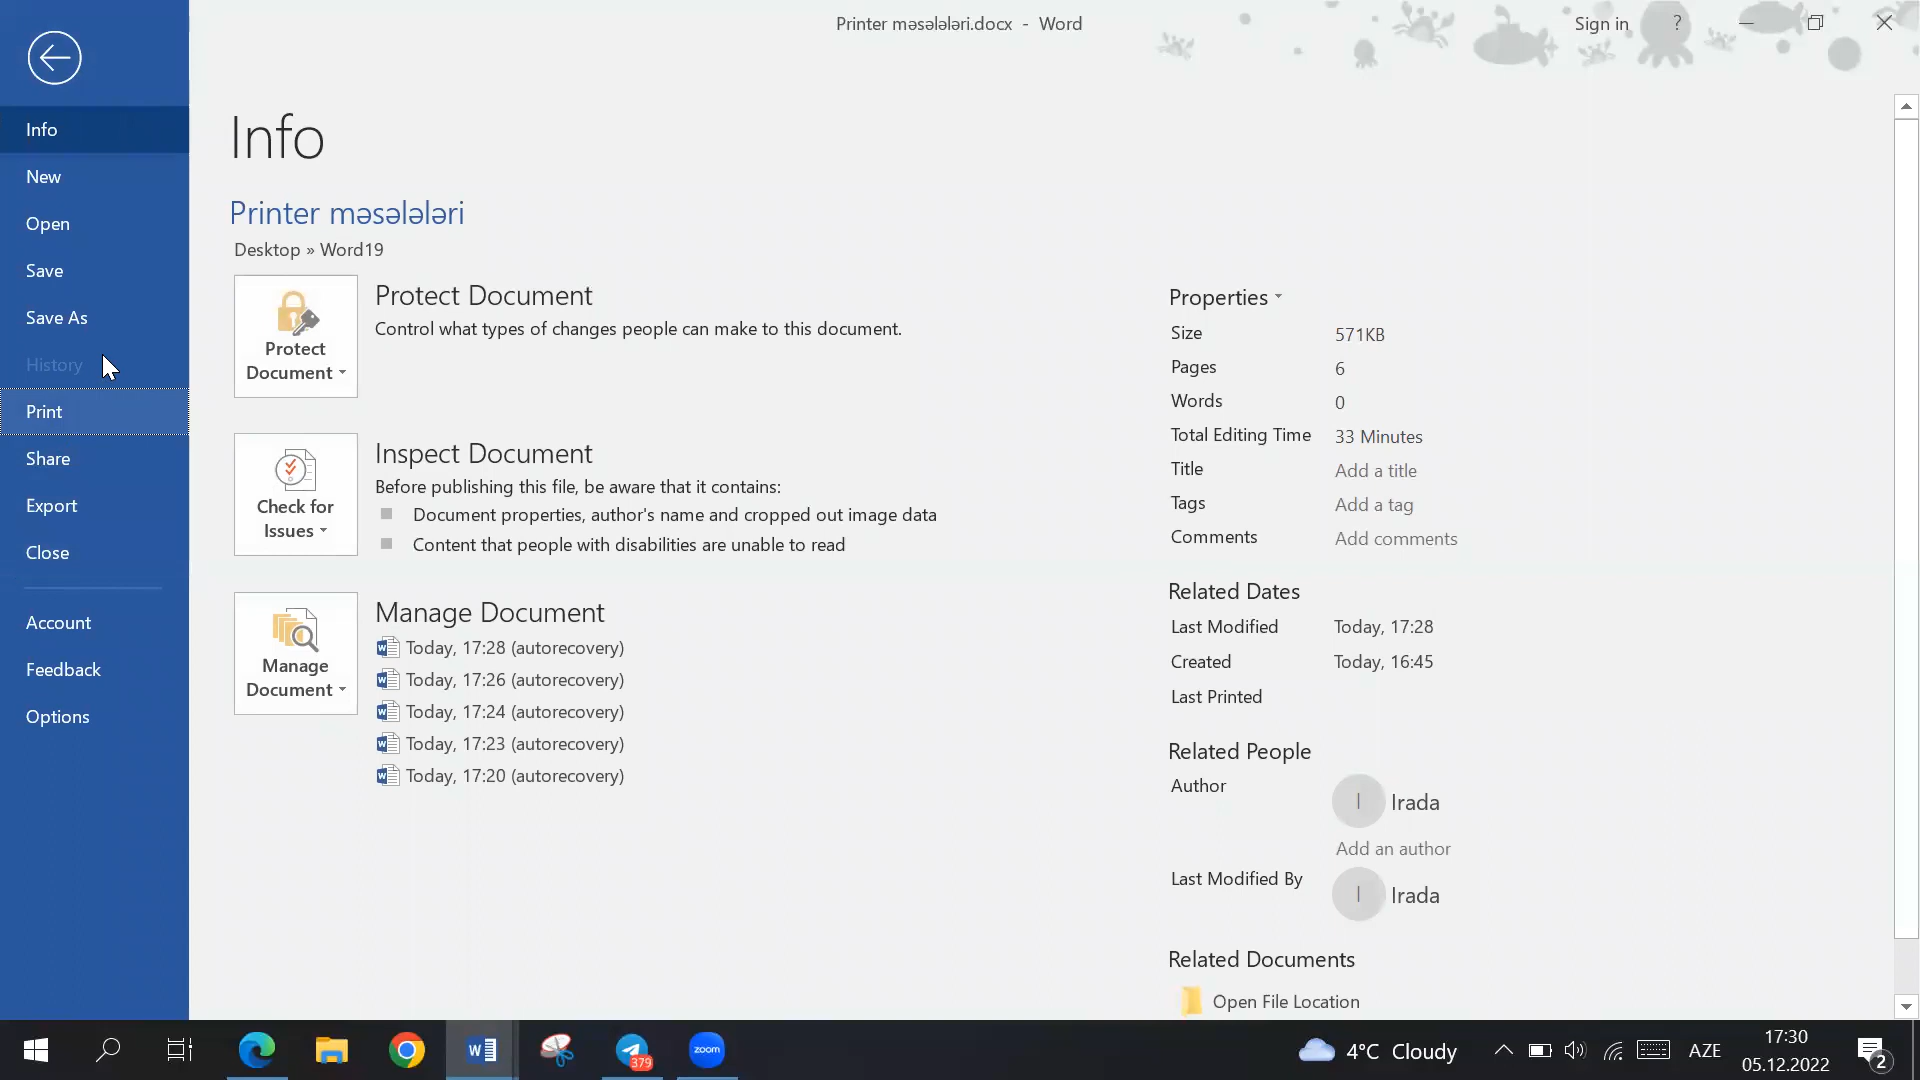 Printer məsələləri.docx - Word
Sign in
?
Info
New
Open
Save
Save As
History
Print
Share
Export
Close
Account
Feedback
Options
Info
Printer məsələləri
Desktop » Word19
Protect Document
Protect Document
Control what types of changes people can make to this document.
Check for Issues
Inspect Document
Before publishing this file, be aware that it contains:
Document properties, author's name and cropped out image data
Content that people with disabilities are unable to read
Manage Document
Manage Document
Today, 17:28 (autorecovery)
Today, 17:26 (autorecovery)
Today, 17:24 (autorecovery)
Today, 17:23 (autorecovery)
Today, 17:20 (autorecovery)
Properties
Size 571KB
Pages 6
Words 0
Total Editing Time 33 Minutes
Title Add a title
Tags Add a tag
Comments Add comments
Related Dates
Last Modified Today, 17:28
Created Today, 16:45
Last Printed
Related People
Author I Irada
Add an author
Last Modified By I Irada
Related Documents
Open File Location
W
379
zoom
4°C Cloudy
AZE
17:30
05.12.2022
2